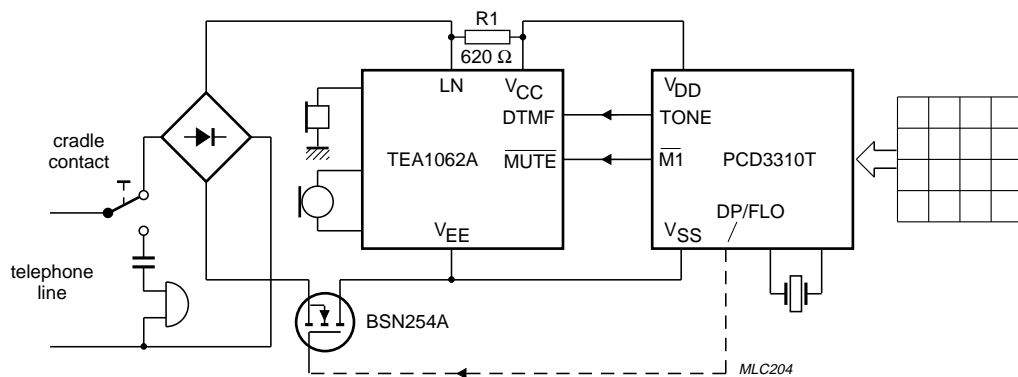 R1
620 Ω
LN
VCC
VDD
DTMF
TONE
cradle
contact
TEA1062A
MUTE
M1
PCD3310T
DP/FLO
VEE
VSS
telephone
line
BSN254A
MLC204